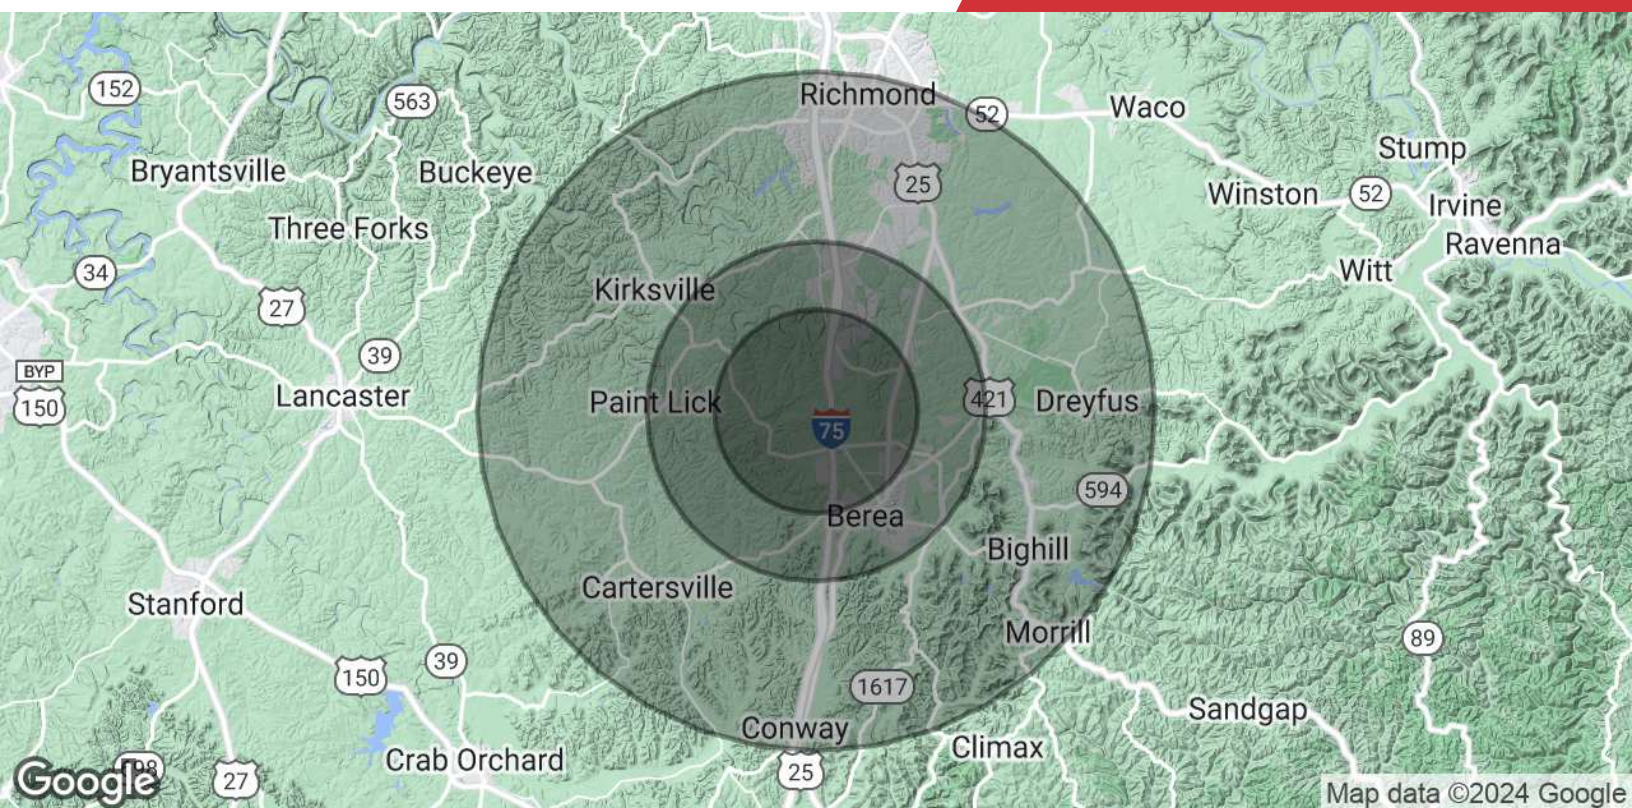 Richmond
152
563
52
Waco
Stump
Bryantsville
Buckeye
25
Winston
52
Irvine
Three Forks
Ravenna
34
Witt
27
Kirksville
39
BYP
150
Lancaster
Paint Lick
421
Dreyfus
75
594
Berea
Bighill
Cartersville
Stanford
Morrill
89
39
150
1617
Sandgap
Conway
Climax
Crab Orchard
25
27
Google
Map data ©2024 Google